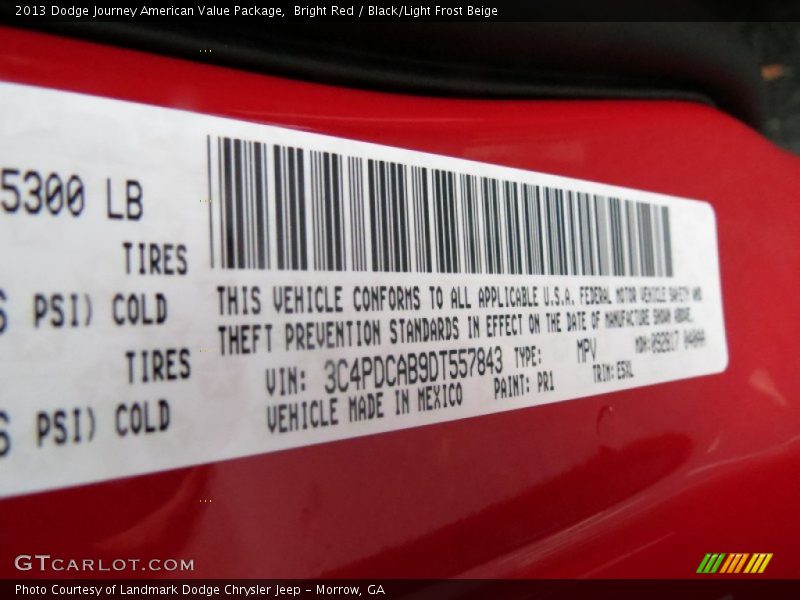 2013 Dodge Journey American Value Package,  Bright Red / Black/Light Frost Beige
5300 LB
TIRES
PSI) COLD
TIRES
PSI) COLD
THIS VEHICLE CONFORMS TO ALL APPLICABLE U.S.A. FEDERAL MOTOR VEHICLE SAFETY AND
THEFT PREVENTION STANDARDS IN EFFECT ON THE DATE OF MANUFACTURE SHOWN ABOVE.
VIN: 3C4PDCAB9DT557843 TYPE: MPV
VEHICLE MADE IN MEXICO PAINT: PR1 TRIM:
GTCARLOT.COM
Photo Courtesy of Landmark Dodge Chrysler Jeep - Morrow, GA